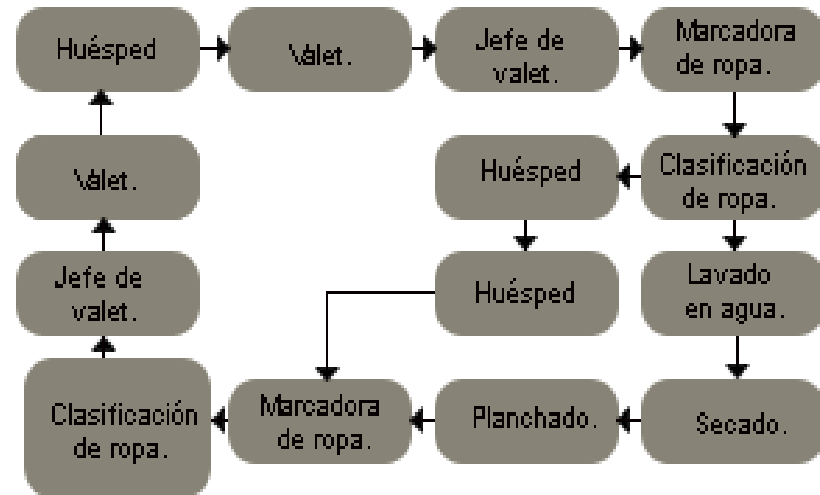 Huésped
Valet.
Jefe de
valet.
Marcadora
de ropa.
Valet.
Huésped
Clasificación
de ropa.
Jefe de
valet.
Huésped
Lavado
en agua.
Clasificación
de ropa.
Marcadora
de ropa.
Planchado.
Secado.